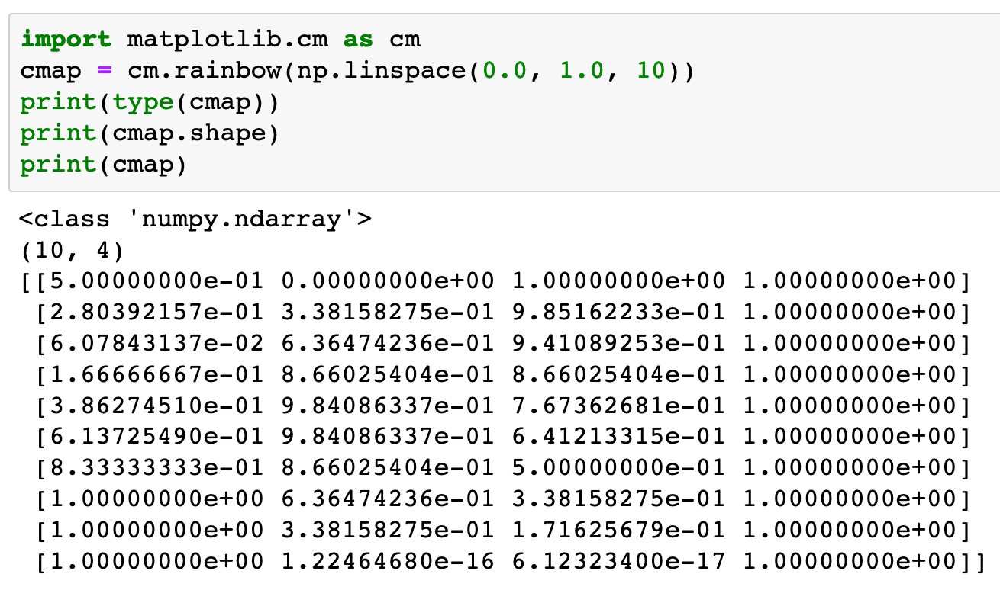 import matplotlib.cm as cm
cmap = cm.rainbow(np.linspace(0.0, 1.0, 10))
print(type(cmap))
print(cmap.shape)
print(cmap)
<class 'numpy.ndarray'>
(10, 4)
[[5.00000000e-01 0.00000000e+00 1.00000000e+00 1.00000000e+00]
 [2.80392157e-01 3.38158275e-01 9.85162233e-01 1.00000000e+00]
 [6.07843137e-02 6.36474236e-01 9.41089253e-01 1.00000000e+00]
 [1.66666667e-01 8.66025404e-01 8.66025404e-01 1.00000000e+00]
 [3.86274510e-01 9.84086337e-01 7.67362681e-01 1.00000000e+00]
 [6.13725490e-01 9.84086337e-01 6.41213315e-01 1.00000000e+00]
 [8.33333333e-01 8.66025404e-01 5.00000000e-01 1.00000000e+00]
 [1.00000000e+00 6.36474236e-01 3.38158275e-01 1.00000000e+00]
 [1.00000000e+00 3.38158275e-01 1.71625679e-01 1.00000000e+00]
 [1.00000000e+00 1.22464680e-16 6.12323400e-17 1.00000000e+00]]